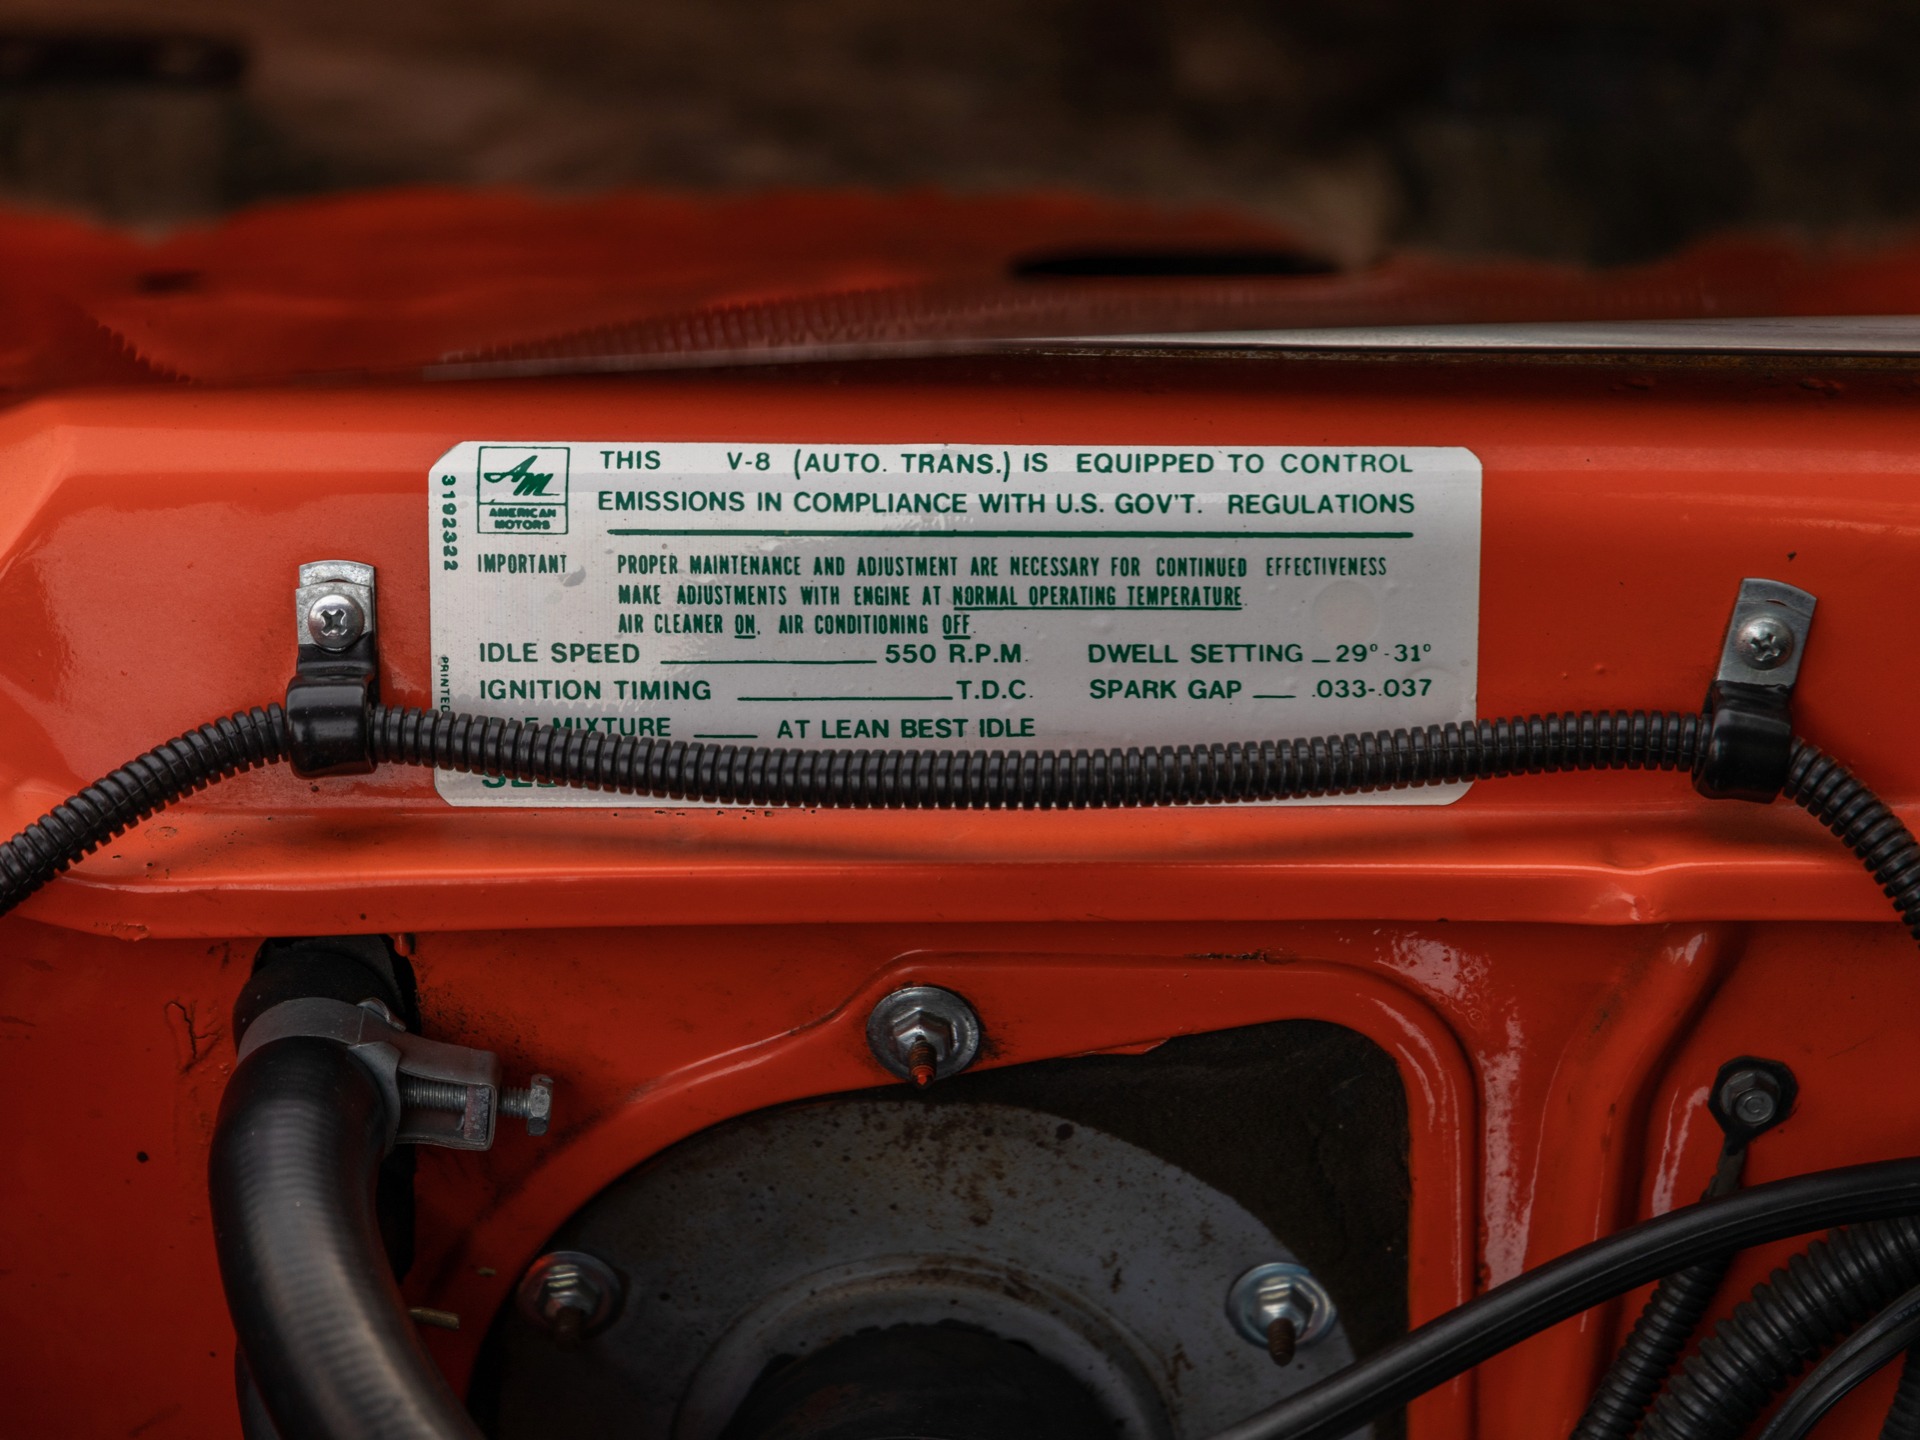 AM
AMERICAN
MOTORS
THIS V-8 (AUTO. TRANS.) IS EQUIPPED TO CONTROL
EMISSIONS IN COMPLIANCE WITH U.S. GOV'T. REGULATIONS
3192322
IMPORTANT PROPER MAINTENANCE AND ADJUSTMENT ARE NECESSARY FOR CONTINUED EFFECTIVENESS
MAKE ADJUSTMENTS WITH ENGINE AT NORMAL OPERATING TEMPERATURE.
AIR CLEANER ON, AIR CONDITIONING OFF.
IDLE SPEED 550 R.P.M. DWELL SETTING 29°-31°
IGNITION TIMING T.D.C. SPARK GAP .033-.037
MIXTURE AT LEAN BEST IDLE
PRINTED